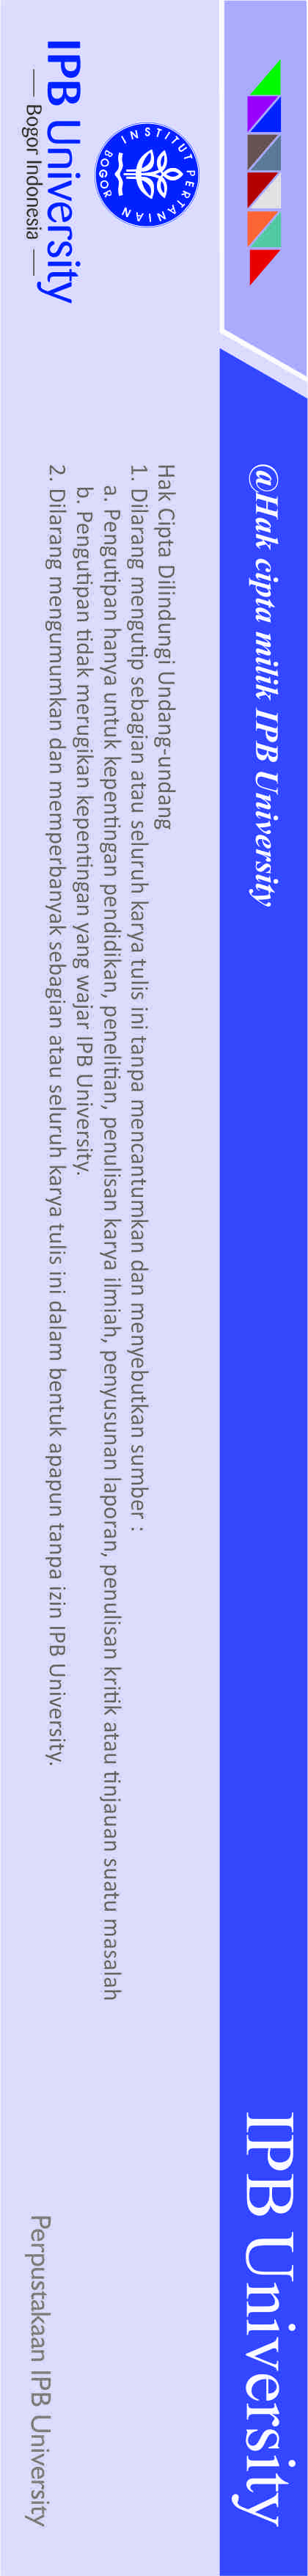 @Hak cipta milik IPB University
IPB University
Hak Cipta Dilindungi Undang-undang
1. Dilarang mengutip sebagian atau seluruh karya tulis ini tanpa mencantumkan dan menyebutkan sumber :
a. Pengutipan hanya untuk kepentingan pendidikan, penelitian, penulisan karya ilmiah, penyusunan laporan, penulisan kritik atau tinjauan suatu masalah
b. Pengutipan tidak merugikan kepentingan yang wajar IPB University.
2. Dilarang mengumumkan dan memperbanyak sebagian atau seluruh karya tulis ini dalam bentuk apapun tanpa izin IPB University.
INSTITUT PERTANIAN
BOGOR
IPB University
Bogor Indonesia
Perpustakaan IPB University